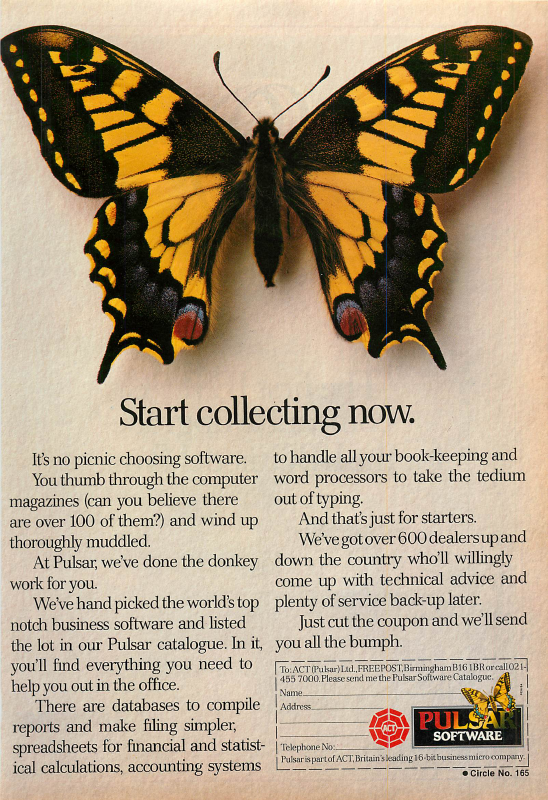 Start collecting now.
It's no picnic choosing software.
You thumb through the computer
magazines (can you believe there
are over 100 of them?) and wind up
thoroughly muddled.
At Pulsar, we've done the donkey
work for you.
We've hand picked the world's top
notch business software and listed
the lot in our Pulsar catalogue. In it,
you'll find everything you need to
help you out in the office.
There are databases to compile
reports and make filing simpler,
spreadsheets for financial and statist-
ical calculations, accounting systems
to handle all your book-keeping and
word processors to take the tedium
out of typing.
And that's just for starters.
We've got over 600 dealers up and
down the country who'll willingly
come up with technical advice and
plenty of service back-up later.
Just cut the coupon and we'll send
you all the bumph.
To: ACT (Pulsar) Ltd., FREEPOST, Birmingham B16 1BR or call 021-
455 7000. Please send me the Pulsar Software Catalogue.
Name
Address
ACT
PULSAR
SOFTWARE
Telephone No:
Pulsar is part of ACT, Britain's leading 16-bit business micro company.
● Circle No. 165